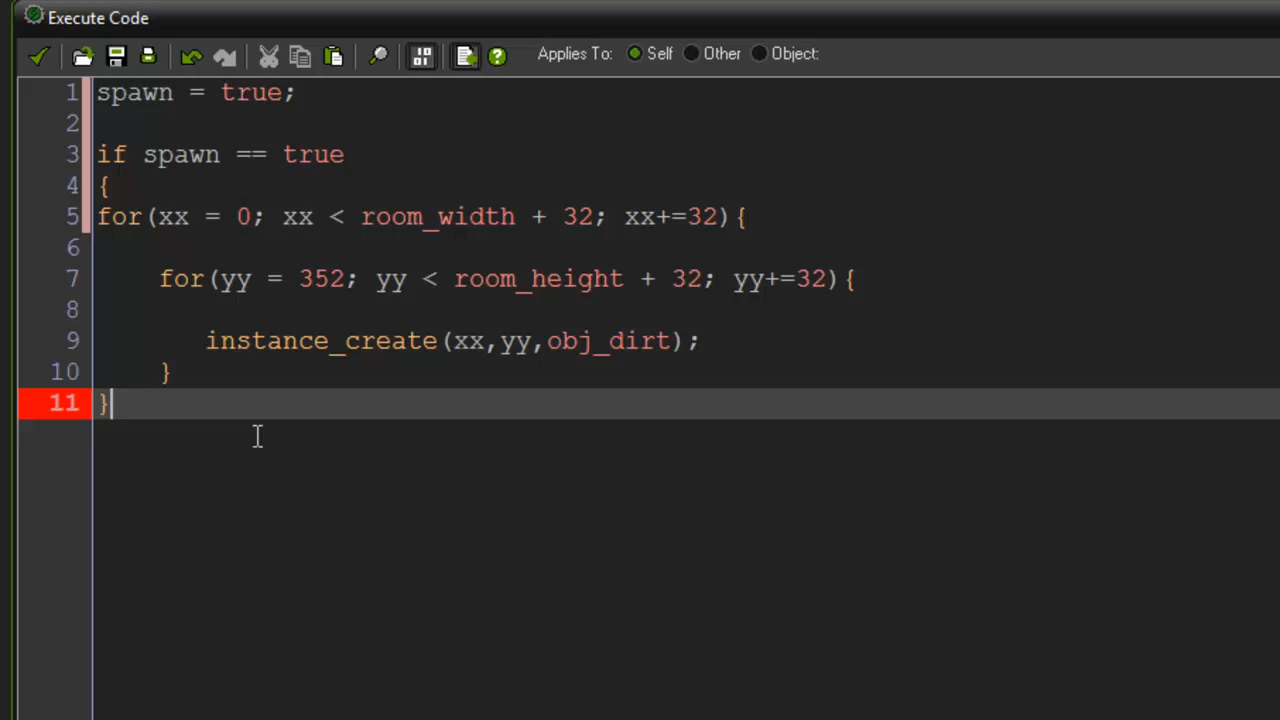 Execute Code
Applies To: Self Other Object:
1 spawn = true;
2
3 if spawn == true
4 {
5 for(xx = 0; xx < room_width + 32; xx+=32){
6
7 for(yy = 352; yy < room_height + 32; yy+=32){
8
9 instance_create(xx,yy,obj_dirt);
10 }
11 }